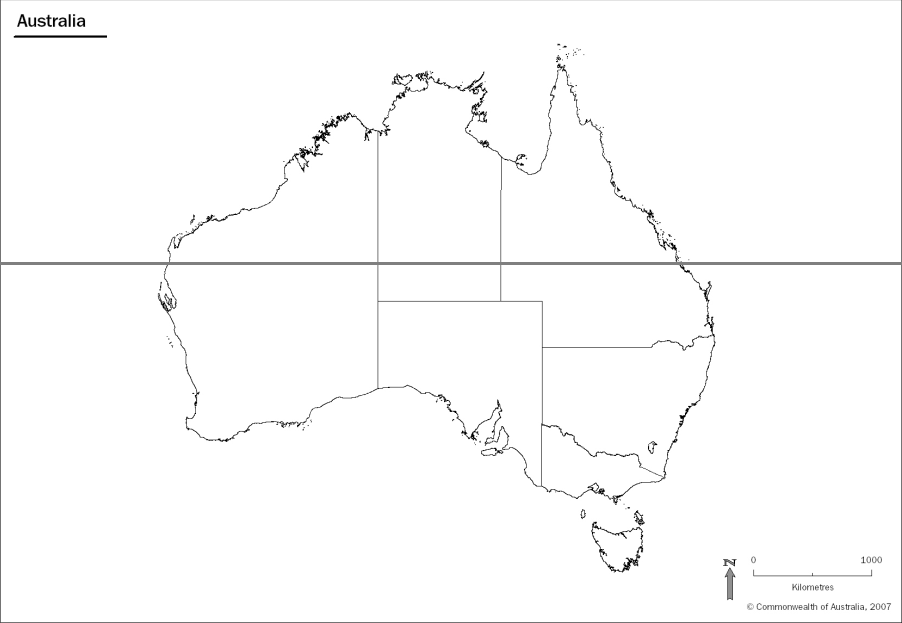 Australia
N
0 1000
Kilometres
© Commonwealth of Australia, 2007